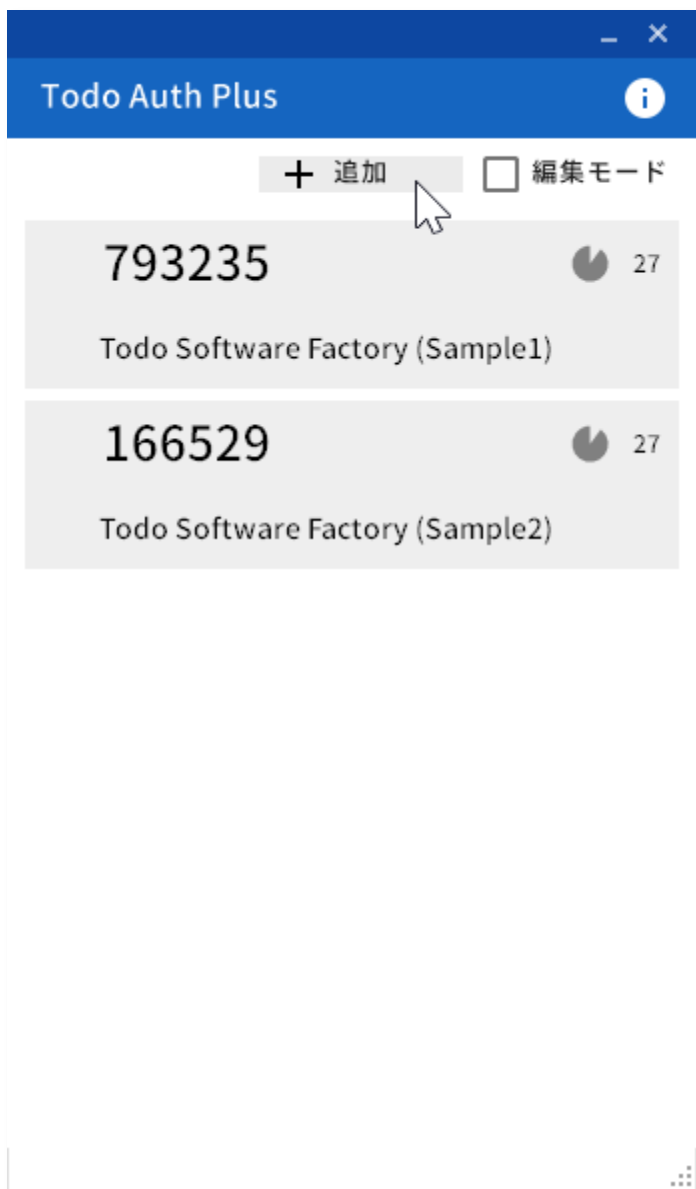 Todo Auth Plus
追加 編集モード
793235 27
Todo Software Factory (Sample1)
166529 27
Todo Software Factory (Sample2)